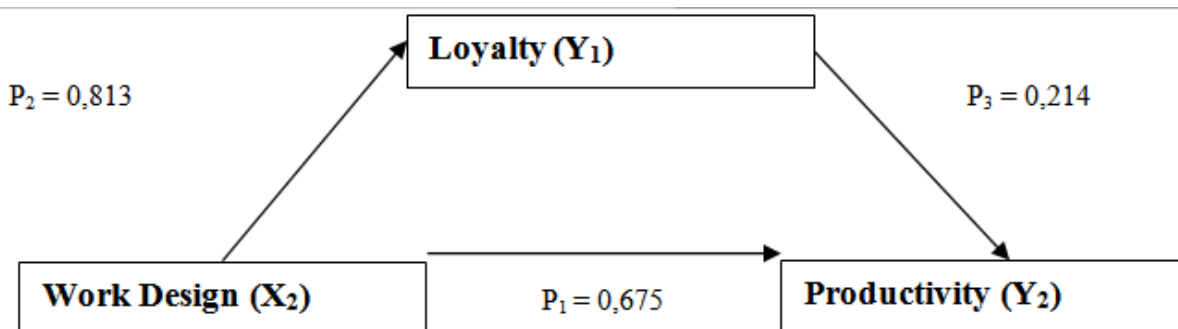 Loyalty (Y₁)
P₂ = 0,813
P₃ = 0,214
Work Design (X₂)
P₁ = 0,675
Productivity (Y₂)